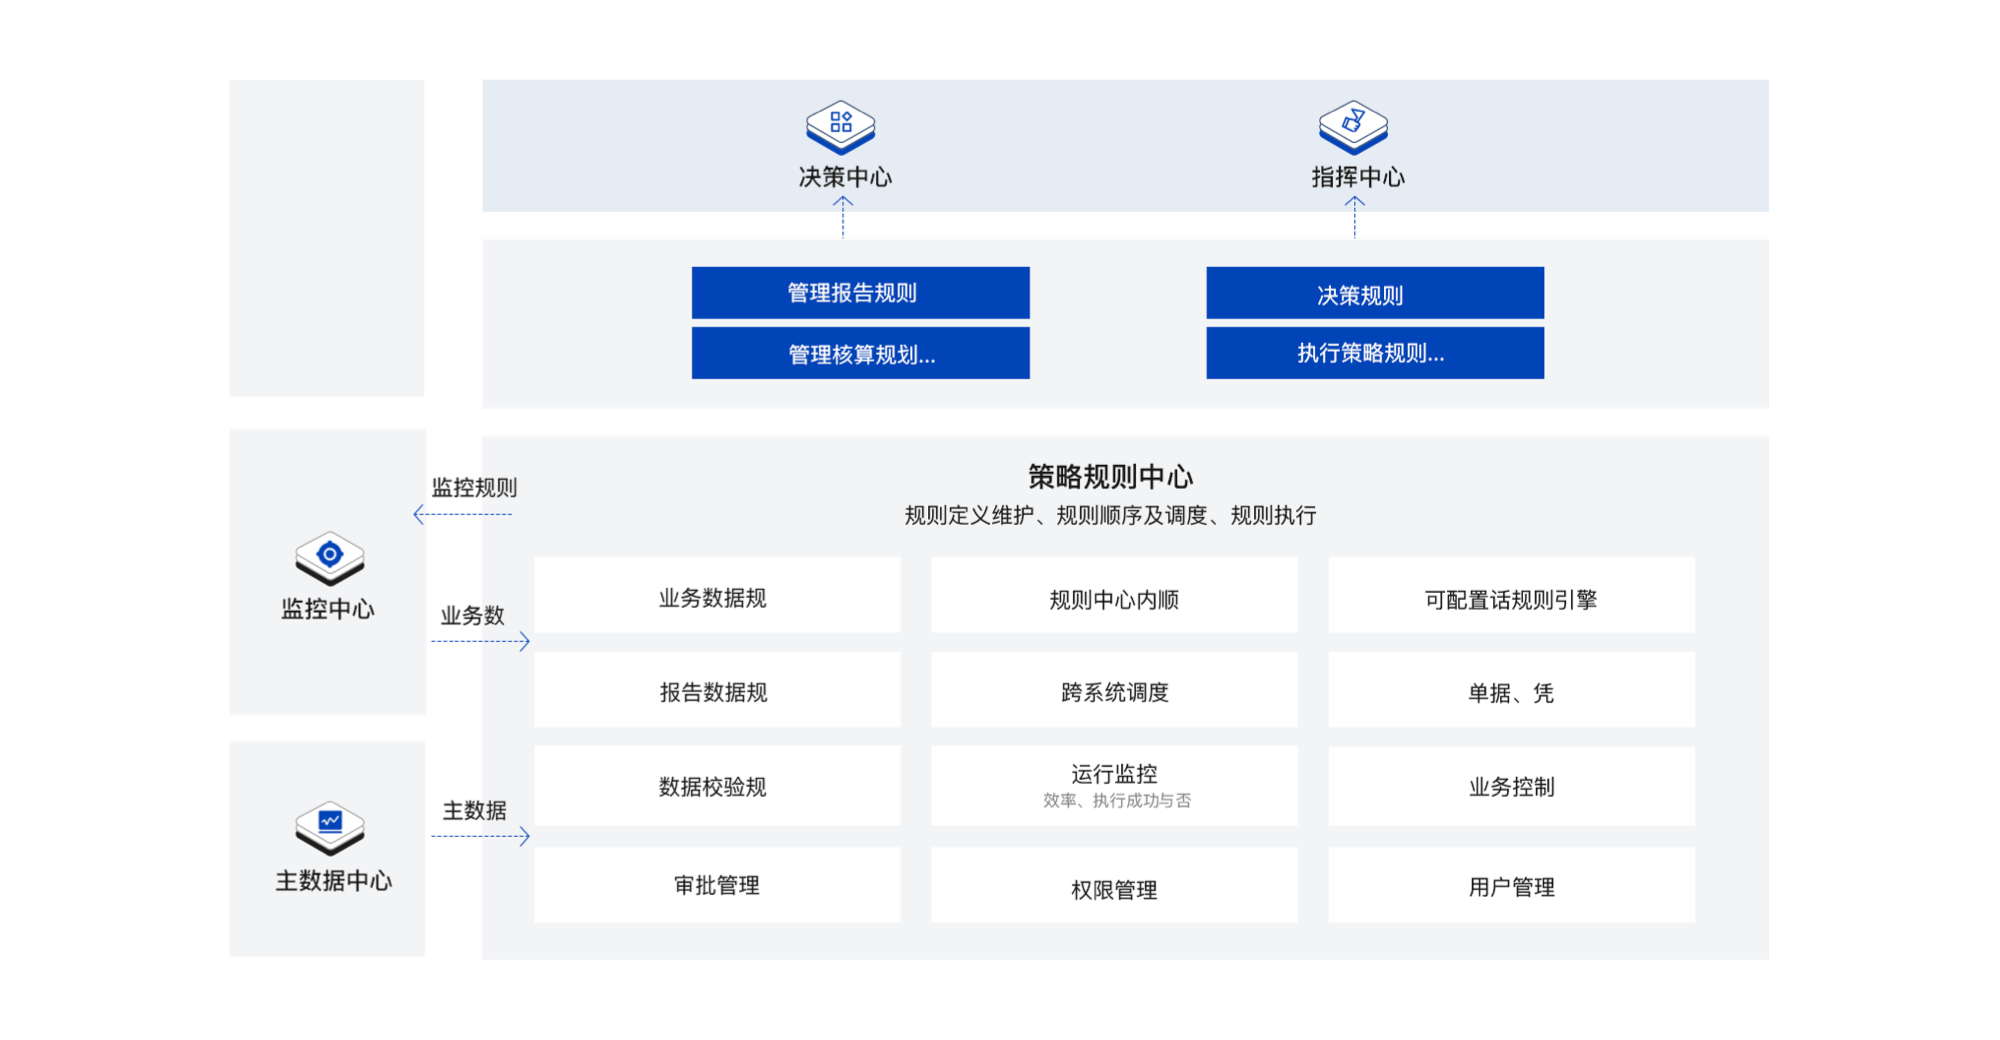 决策中心
指挥中心
管理报告规则
决策规则
管理核算规划...
执行策略规则...
监控规则
监控中心
业务数
主数据
主数据中心
策略规则中心
规则定义维护、规则顺序及调度、规则执行
业务数据规
规则中心内顺
可配置话规则引擎
报告数据规
跨系统调度
单据、凭
数据校验规
运行监控
效率、执行成功与否
业务控制
审批管理
权限管理
用户管理